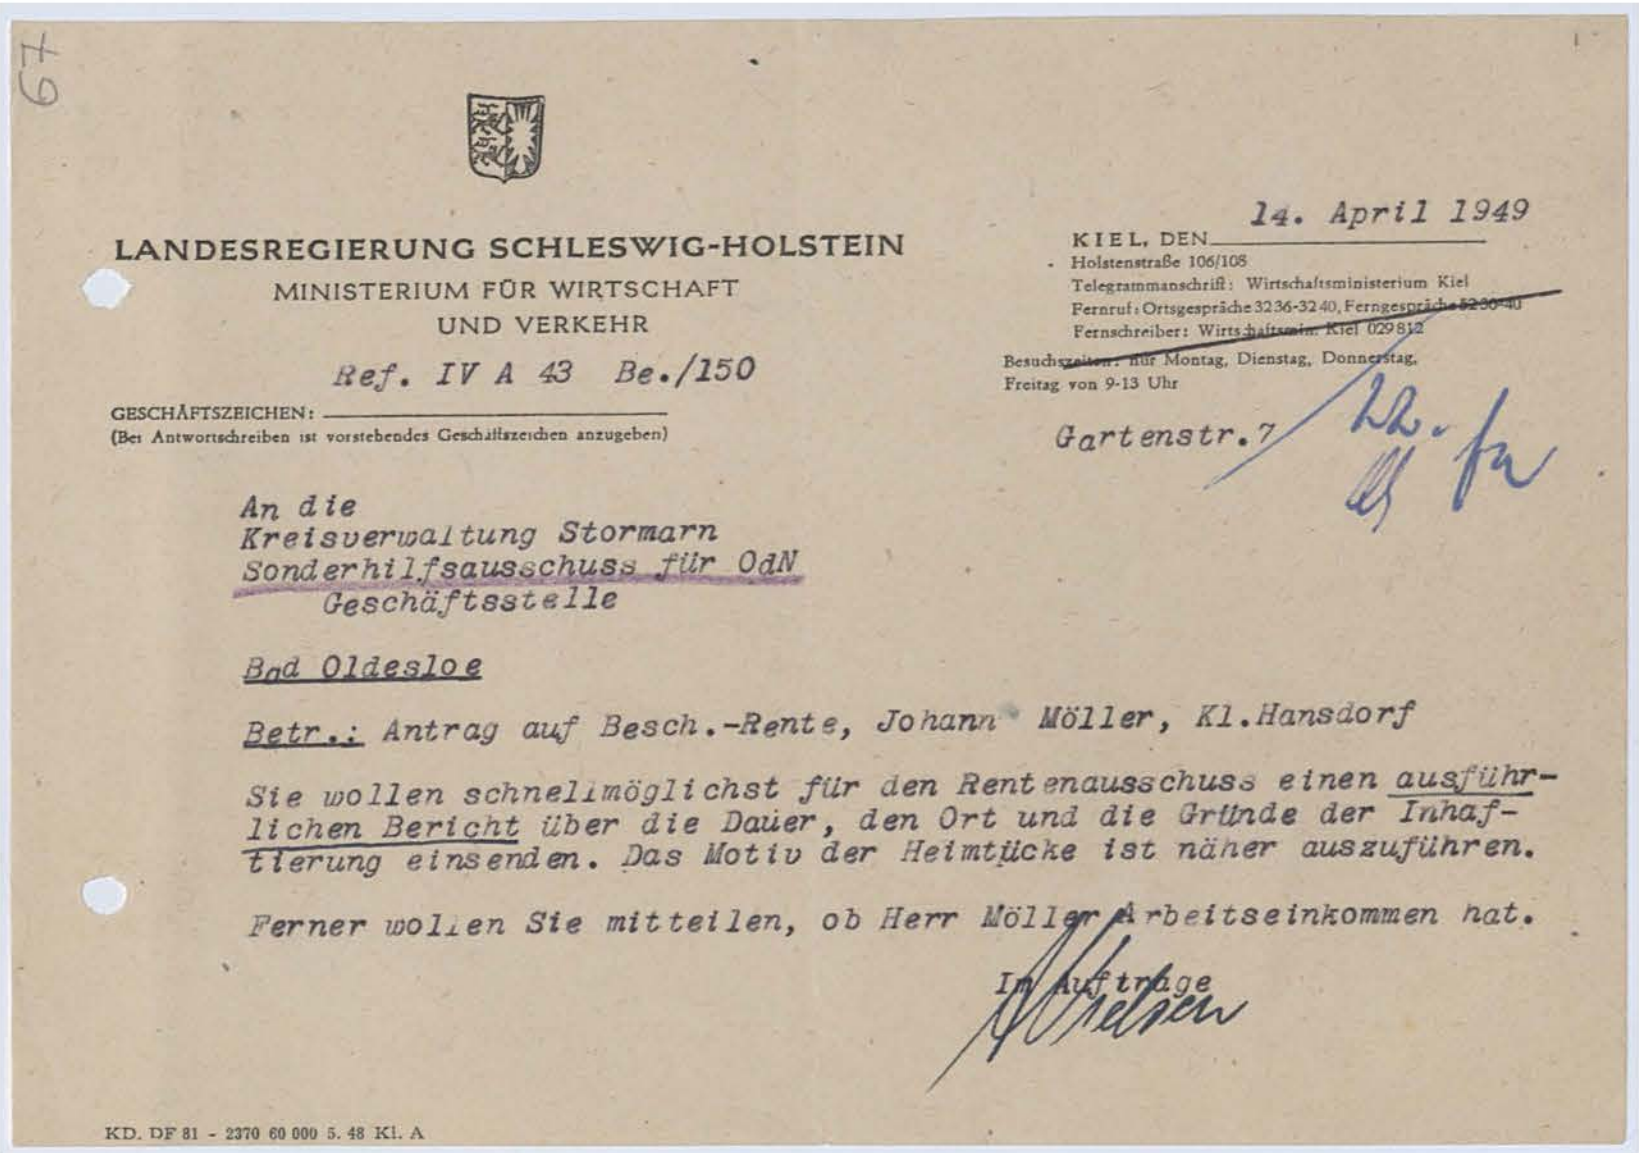 67
14. April 1949
LANDESREGIERUNG SCHLESWIG-HOLSTEIN
MINISTERIUM FÜR WIRTSCHAFT
UND VERKEHR
Ref. IV A 43 Be./150
GESCHÄFTSZEICHEN:
(Bei Antwortschreiben ist vorstehendes Geschäftszeichen anzugeben)
KIEL, DEN
Holstenstraße 106/108
Telegrammanschrift: Wirtschaftsministerium Kiel
Fernruf: Ortsgespräche 3236-3240, Ferngespräche 5236-40
Fernschreiber: Wirtschaftsmin. Kiel 029812
Besuchszeiten: nur Montag, Dienstag, Donnerstag,
Freitag von 9-13 Uhr
Gartenstr.7
An die
Kreisverwaltung Stormarn
Sonderhilfsausschuss für OdN
Geschäftsstelle
Bad Oldesloe
Betr.: Antrag auf Besch.-Rente, Johann Möller, Kl.Hansdorf
Sie wollen schnellmöglichst für den Rentenausschuss einen ausführ-
lichen Bericht über die Dauer, den Ort und die Gründe der Inhaf-
tierung einsenden. Das Motiv der Heimtücke ist näher auszuführen.
Ferner wollen Sie mitteilen, ob Herr Möller Arbeitseinkommen hat.
Im Auftrage
KD. DF 81 - 2370 60 000 5. 48 Kl. A